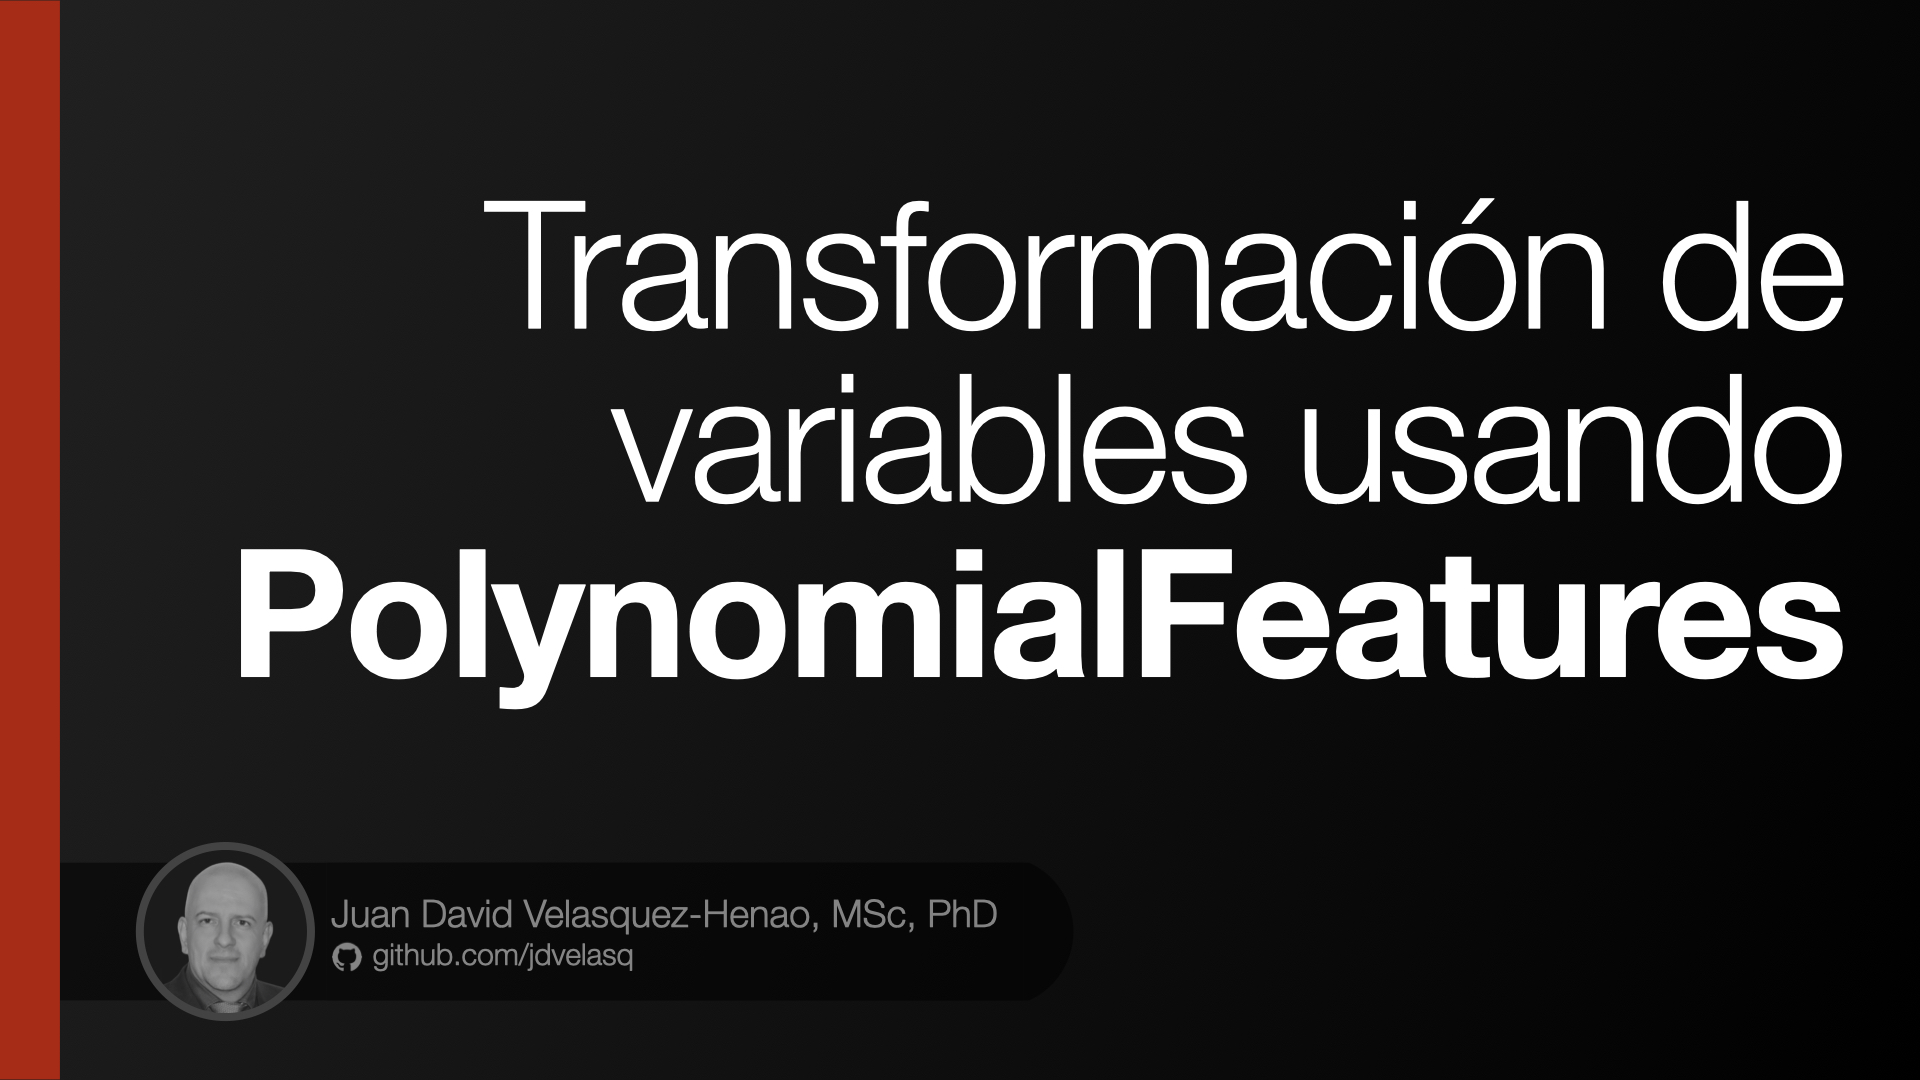 Transformación de
variables usando
PolynomialFeatures
Juan David Velasquez-Henao, MSc, PhD
github.com/jdvelasq